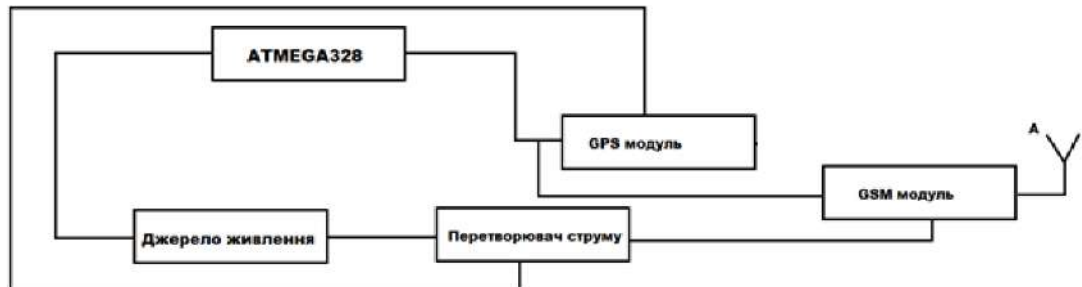 ATMEGA328
GPS модуль
A
GSM модуль
Джерело живлення
Перетворювач струму